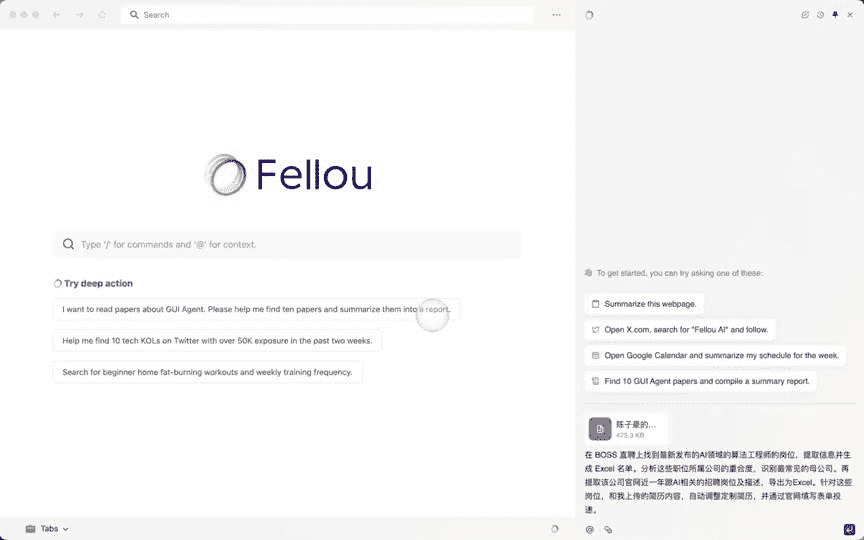 Search
Fellou
Type '/' for commands and '@' for context.
Try deep action
I want to read papers about GUI Agent. Please help me find ten papers and summarize them into a report.
Help me find 10 tech KOLs on Twitter with over 50K exposure in the past two weeks.
Search for beginner home fat-burning workouts and weekly training frequency.
Tabs
To get started, you can try asking one of these:
Summarize this webpage.
Open X.com, search for "Fellou AI" and follow.
Open Google Calendar and summarize my schedule for the week.
Find 10 GUI Agent papers and compile a summary report.
陈子豪的...
473.3 KB
在 BOSS 直聘上找到最新发布的AI领域的算法工程师的岗位，提取信息并生
成 Excel 名单。分析这些职位所属公司的重合度，识别最常见的母公司。再
提取该公司官网近一年跟AI相关的招聘岗位及描述，导出为Excel。针对这些
岗位，和我上传的简历内容，自动调整定制简历，并通过官网填写表单投
递。